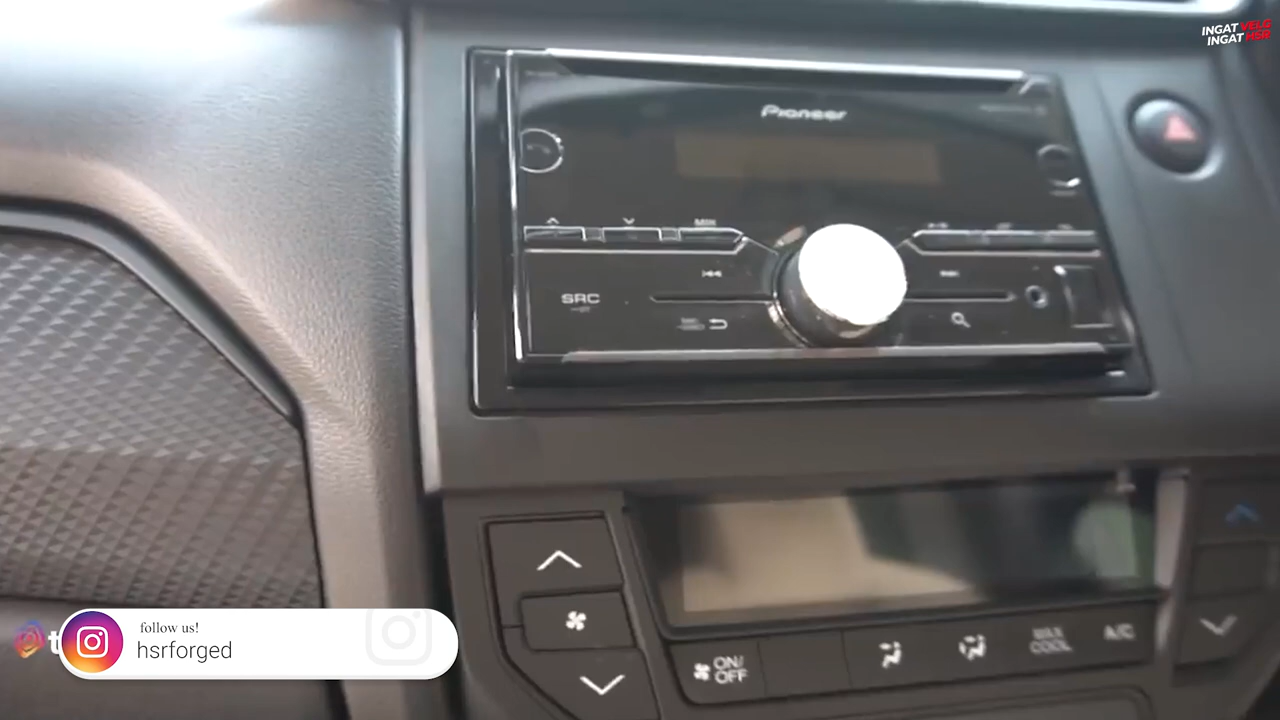 INGAT VELG
INGAT HSR
Pioneer
MIX
SRC
ON/
OFF
MAX
COOL
A/C
follow us!
hsrforged